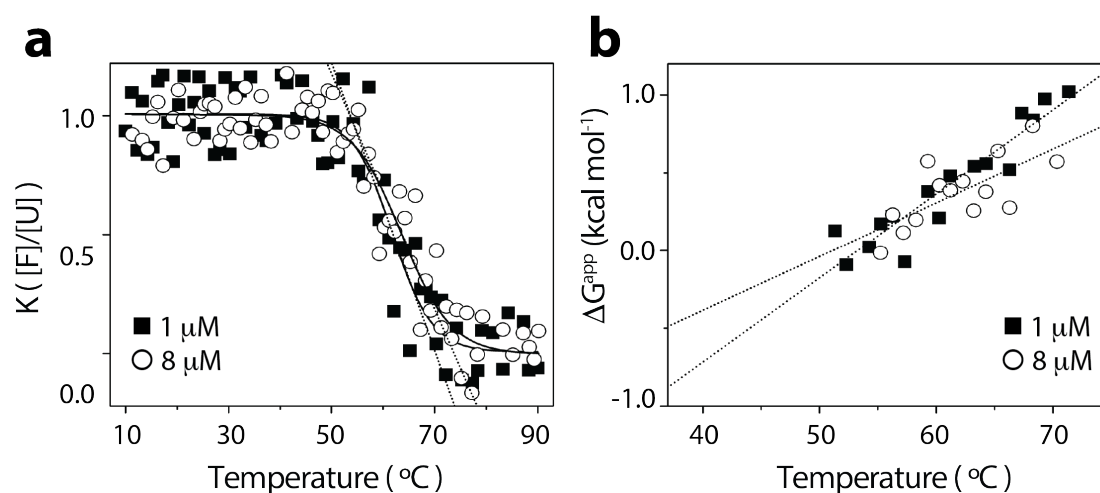 a
K ( [F]/[U] )
1.0
0.5
0.0
1 μM
8 μM
10 30 50 70 90
Temperature ( ºC )
b
ΔGᵃᵖᵖ (kcal mol⁻¹)
1.0
0.0
-1.0
1 μM
8 μM
40 50 60 70
Temperature ( ºC )